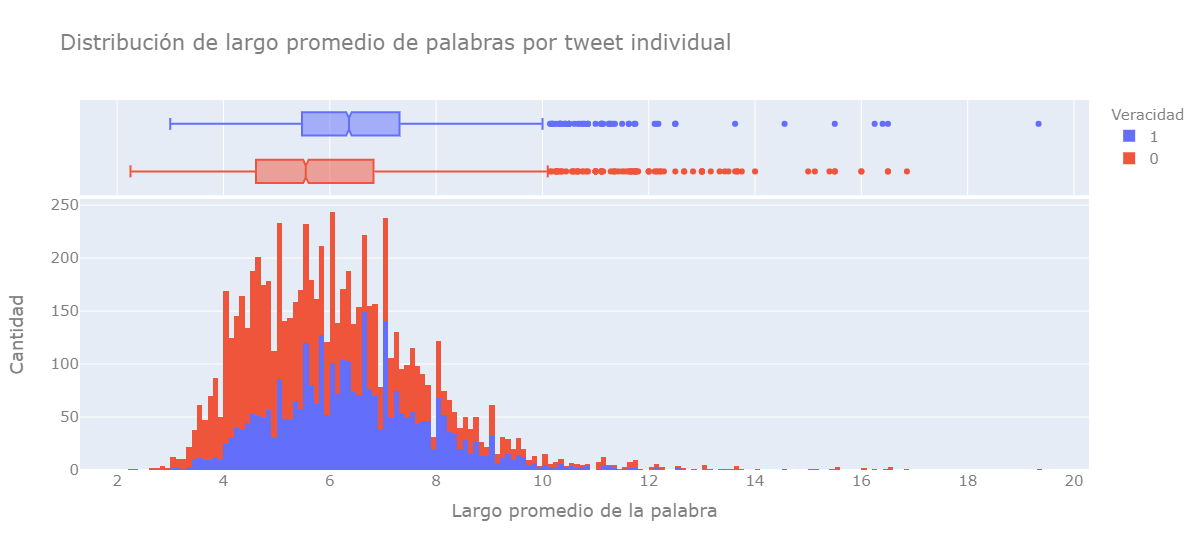 Distribución de largo promedio de palabras por tweet individual
Veracidad
1
0
250
200
150
100
50
0
Cantidad
2 4 6 8 10 12 14 16 18 20
Largo promedio de la palabra